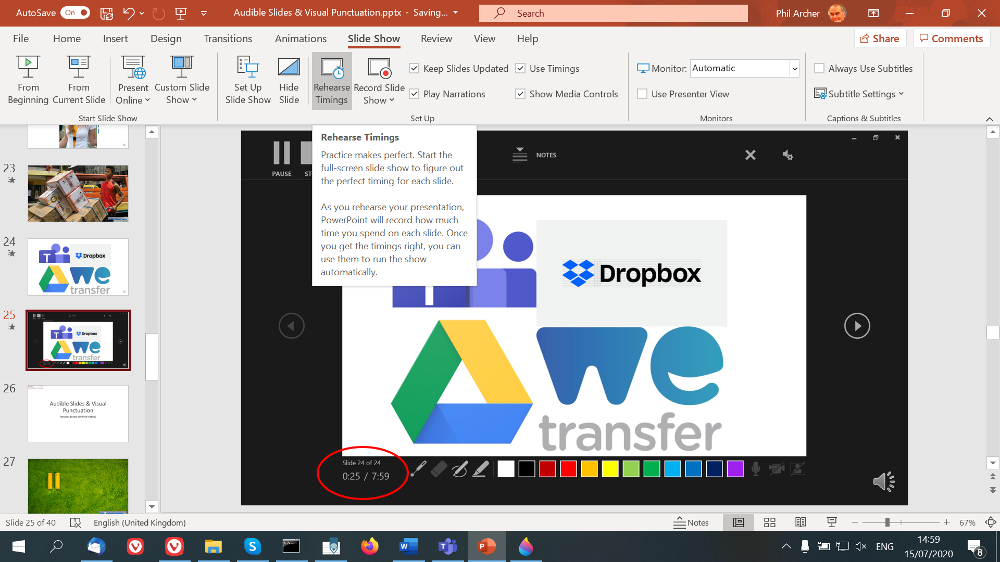 AutoSave On
Audible Slides & Visual Punctuation.pptx - Saving...
Search
Phil Archer
File Home Insert Design Transitions Animations Slide Show Review View Help
Share Comments
From Beginning
From Current Slide
Present Online
Custom Slide Show
Start Slide Show
Set Up Slide Show
Hide Slide
Rehearse Timings
Record Slide Show
Keep Slides Updated
Play Narrations
Use Timings
Show Media Controls
Set Up
Monitor: Automatic
Use Presenter View
Monitors
Always Use Subtitles
Subtitle Settings
Captions & Subtitles
Rehearse Timings
Practice makes perfect. Start the
full-screen slide show to figure out
the perfect timing for each slide.
As you rehearse your presentation,
PowerPoint will record how much
time you spend on each slide. Once
you get the timings right, you can
use them to run the show
automatically.
23
24
T Dropbox
we
transfer
25
T Dropbox
we
transfer
26
Audible Slides & Visual
Punctuation
(Because people don't like reading)
27
PAUSE ST
NOTES
Dropbox
we
transfer
Slide 24 of 24
0:25 / 7:59
Slide 25 of 40
English (United Kingdom)
Notes
67%
W
T
P
S
ENG
14:59
15/07/2020
8